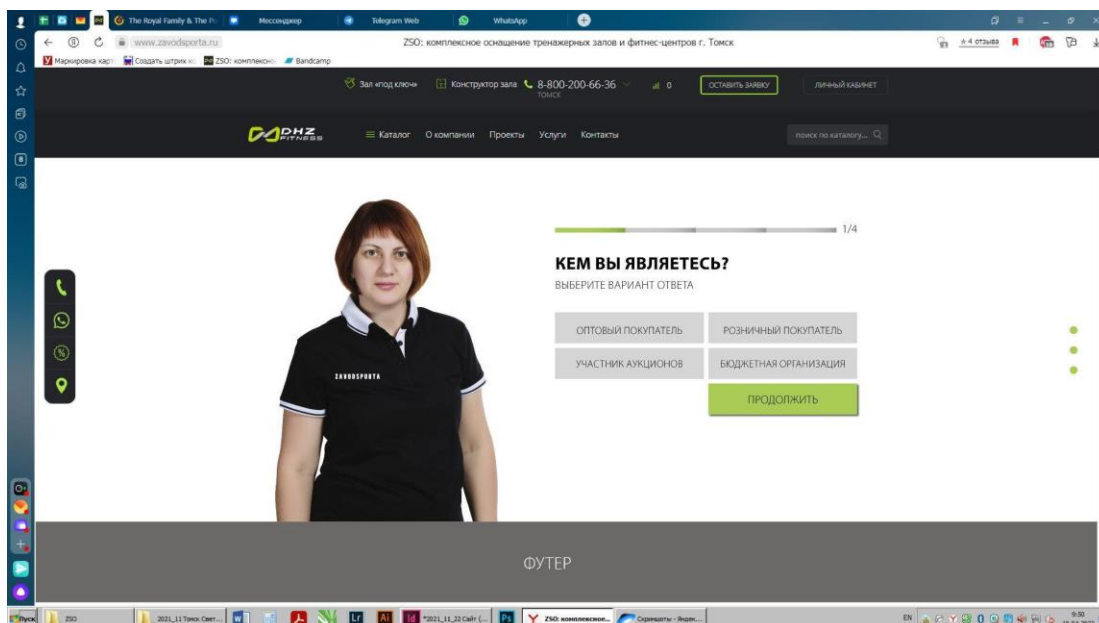 The Royal Family & The Po
Мессенджер
Telegram Web
WhatsApp
www.zavodsporta.ru
ZSO: комплексное оснащение тренажерных залов и фитнес-центров г. Томск
★ 4 отзыва
Маркировка карт
Создать штрих к
ZSO: комплексно
Bandcamp
Зал «под ключ»
Конструктор зала
8-800-200-66-36
0
ОСТАВИТЬ ЗАЯВКУ
ЛИЧНЫЙ КАБИНЕТ
ТОМСК
DHZ
FITNESS
Каталог О компании Проекты Услуги Контакты
поиск по каталогу...
1/4
КЕМ ВЫ ЯВЛЯЕТЕСЬ?
ВЫБЕРИТЕ ВАРИАНТ ОТВЕТА
ОПТОВЫЙ ПОКУПАТЕЛЬ
РОЗНИЧНЫЙ ПОКУПАТЕЛЬ
УЧАСТНИК АУКЦИОНОВ
БЮДЖЕТНАЯ ОРГАНИЗАЦИЯ
ПРОДОЛЖИТЬ
ZAVODSPORTA
ФУТЕР
Пуск
ZSO
2021_11 Томск Свет...
Lr
Ai
Id
*2021_11_22 Сайт (...
Ps
ZSO: комплексное...
Скриншоты - Яндек...
EN
9:50